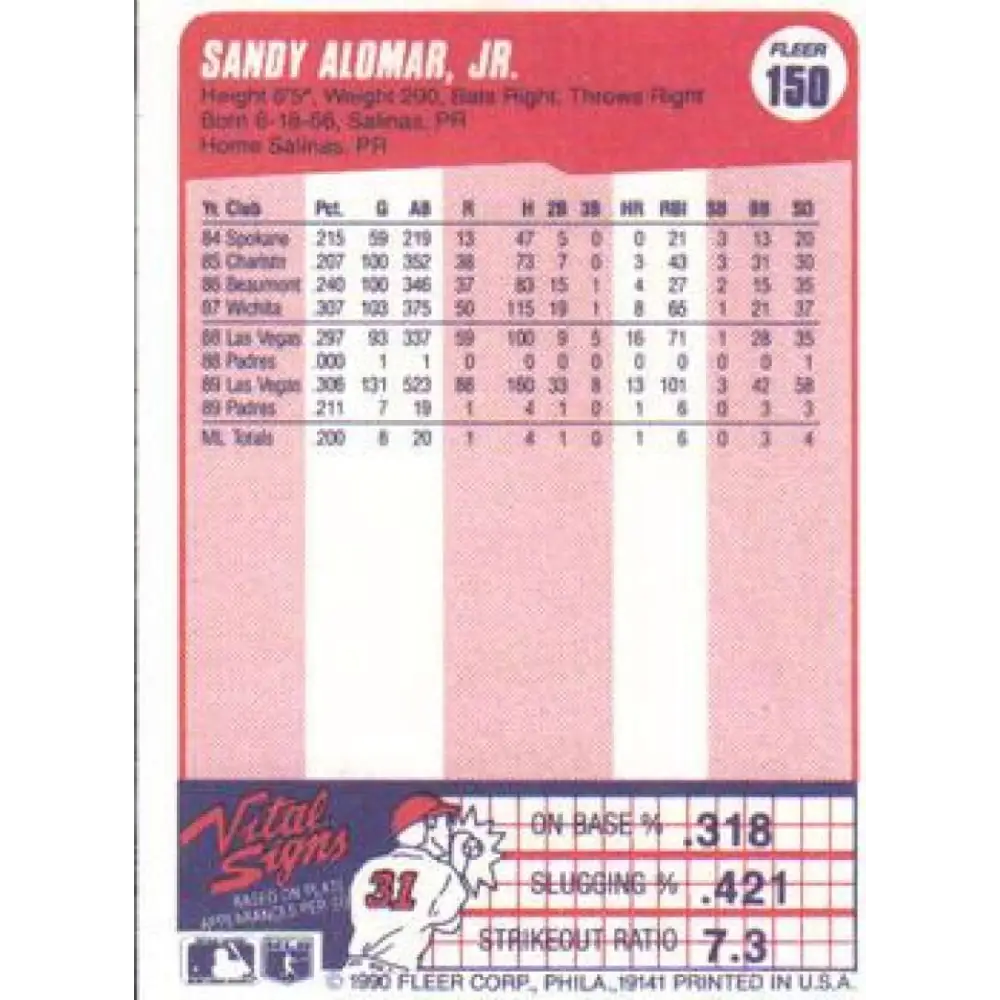 SANDY ALOMAR, JR.
FLEER
150
Height 6'5", Weight 200, Bats Right, Throws Right
Born 6-18-66, Salinas, PR
Home Salinas, PR
Yr. Club Pct. G AB R H 2B 3B HR RBI SB BB SO
84 Spokane .215 59 219 13 47 5 0 0 21 3 13 20
85 Charlstn .207 100 352 38 73 7 0 3 43 3 31 30
86 Beaumont .240 100 346 37 83 15 1 4 27 2 15 35
87 Wichita .307 103 375 50 115 19 1 8 65 1 21 37
88 Las Vegas .297 93 337 59 100 9 5 16 71 1 28 35
88 Padres .000 1 1 0 0 0 0 0 0 0 0 1
89 Las Vegas .306 131 523 88 160 33 8 13 101 3 42 58
89 Padres .211 7 19 1 4 1 0 1 6 0 3 3
ML Totals .200 8 20 1 4 1 0 1 6 0 3 4
Vital
Signs
BASED ON PLATE
APPEARANCES PER
31
ON BASE % .318
SLUGGING % .421
STRIKEOUT RATIO 7.3
© 1990 FLEER CORP., PHILA., 19141 PRINTED IN U.S.A.